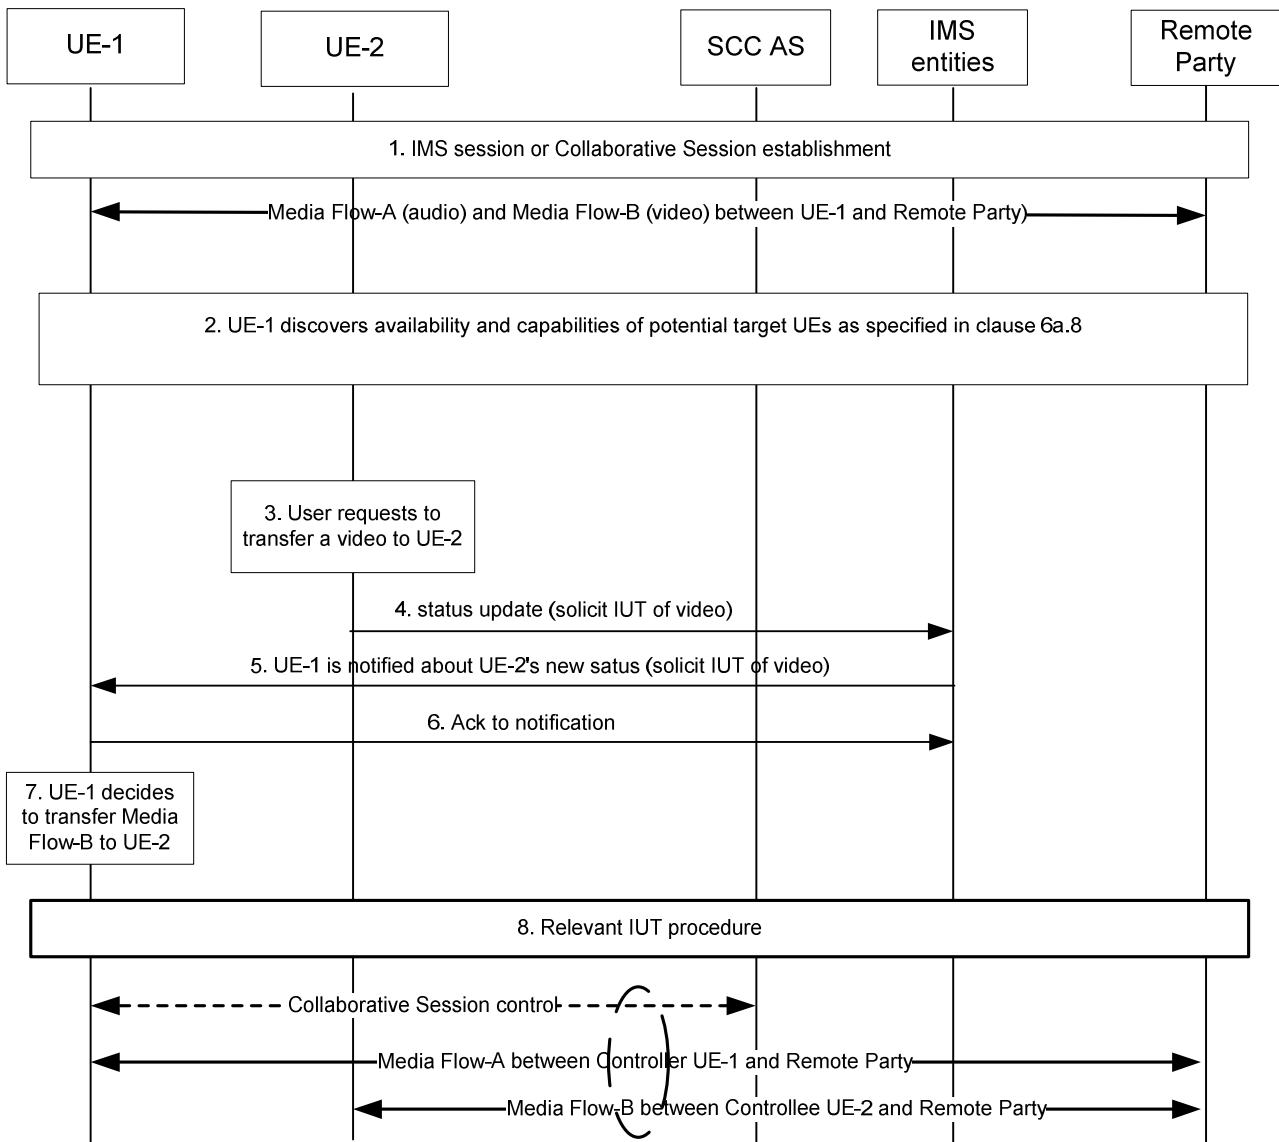 UE-1
UE-2
SCC AS
IMS
entities
Remote
Party
1. IMS session or Collaborative Session establishment
Media Flow-A (audio) and Media Flow-B (video) between UE-1 and Remote Party)
2. UE-1 discovers availability and capabilities of potential target UEs as specified in clause 6a.8
3. User requests to
transfer a video to UE-2
4. status update (solicit IUT of video)
5. UE-1 is notified about UE-2's new satus (solicit IUT of video)
6. Ack to notification
7. UE-1 decides
to transfer Media
Flow-B to UE-2
8. Relevant IUT procedure
Collaborative Session control
Media Flow-A between Controller UE-1 and Remote Party
Media Flow-B between Controllee UE-2 and Remote Party